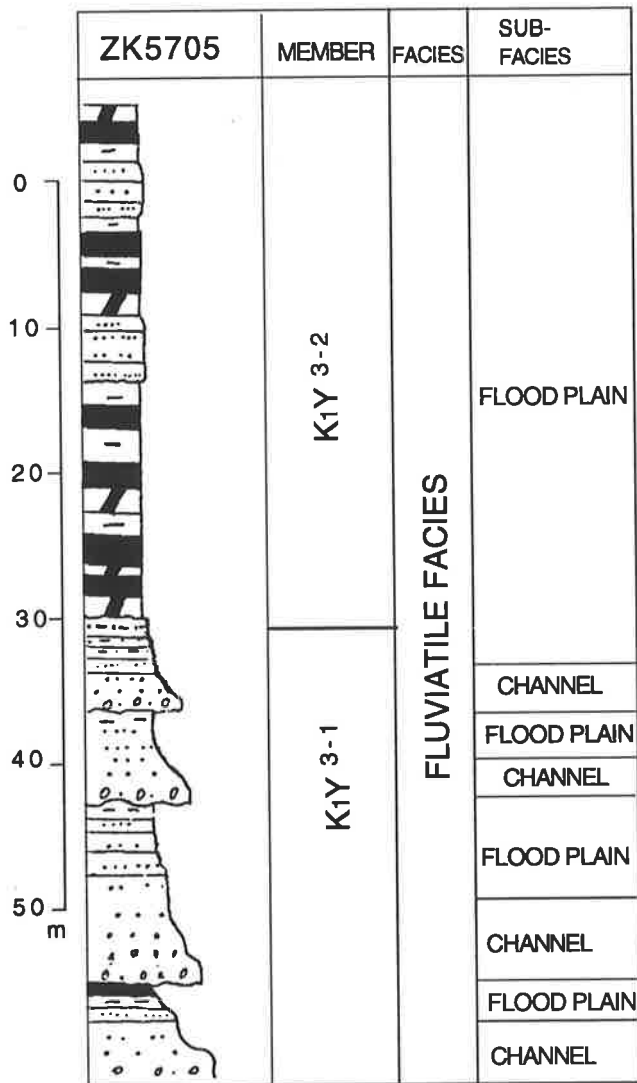 ZK5705
MEMBER
FACIES
SUB-
FACIES
0
10
20
30
40
50
m
K1Y 3-2
K1Y 3-1
FLUVIATILE FACIES
FLOOD PLAIN
CHANNEL
FLOOD PLAIN
CHANNEL
FLOOD PLAIN
CHANNEL
FLOOD PLAIN
CHANNEL